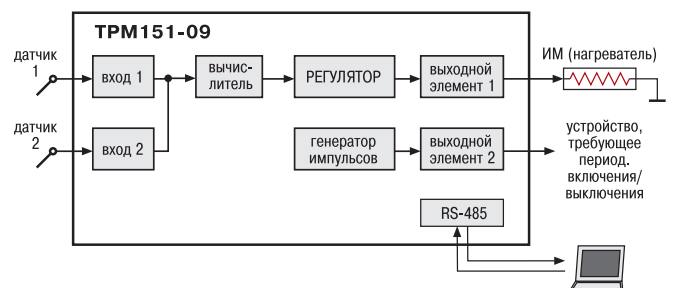 ТРМ151-09
датчик
1
вход 1
вычис-
литель
РЕГУЛЯТОР
выходной
элемент 1
ИМ (нагреватель)
датчик
2
вход 2
генератор
импульсов
выходной
элемент 2
устройство,
требующее
период.
включения/
выключения
RS-485